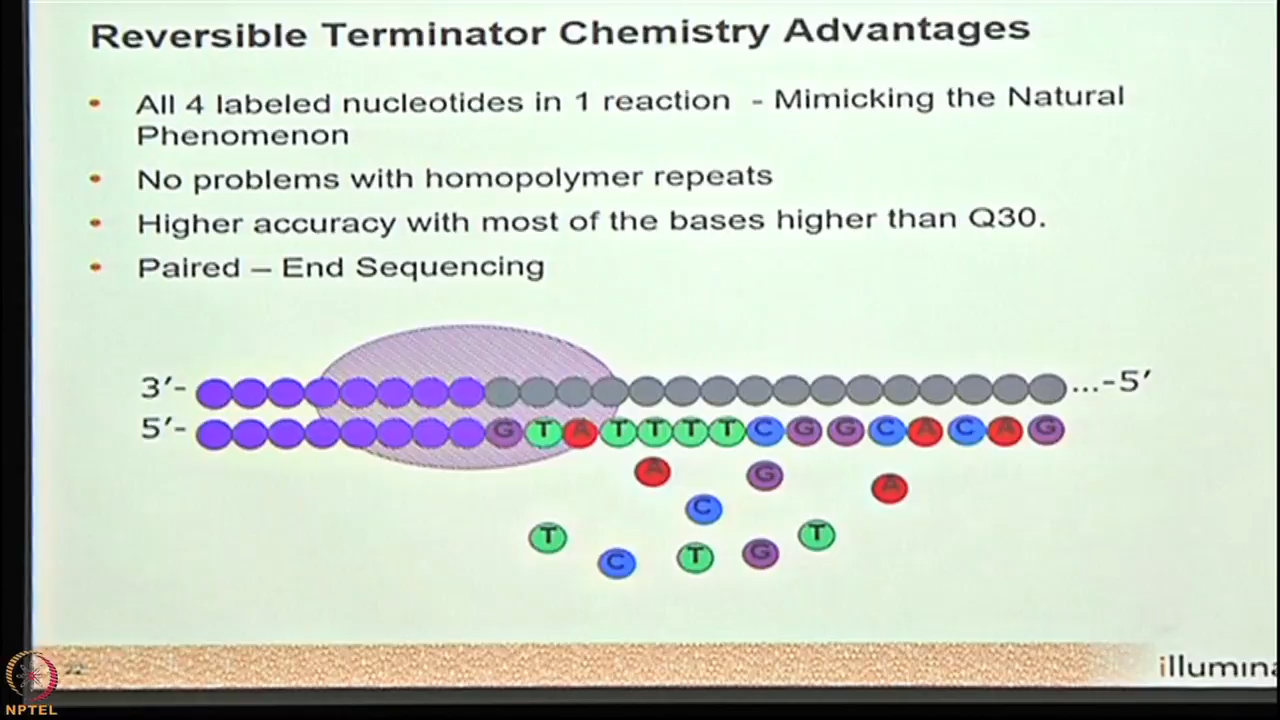 Reversible Terminator Chemistry Advantages
• All 4 labeled nucleotides in 1 reaction - Mimicking the Natural
Phenomenon
• No problems with homopolymer repeats
• Higher accuracy with most of the bases higher than Q30.
• Paired – End Sequencing
3′- ...-5′
5′- G T A T T T T C G G C A C A G
A G A
C
T C T G T
illumina
NPTEL